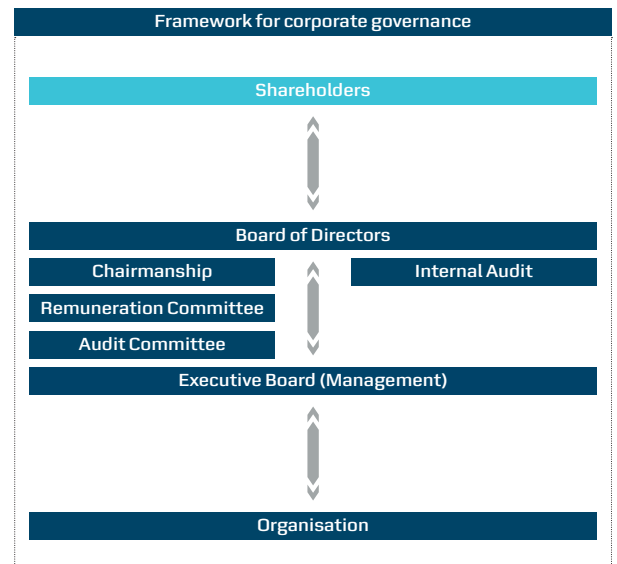 Framework for corporate governance
Shareholders
Board of Directors
Chairmanship
Internal Audit
Remuneration Committee
Audit Committee
Executive Board (Management)
Organisation